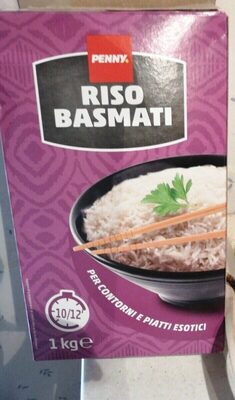 PENNY.
RISO
BASMATI
PER CONTORNI E PIATTI ESOTICI
10/12'
1 kg e